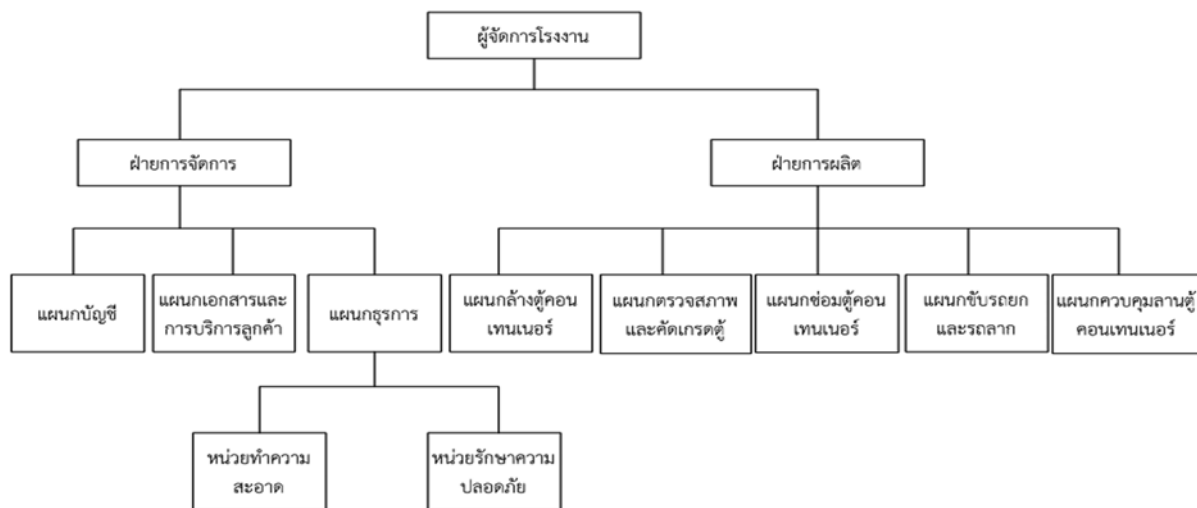 ผู้จัดการโรงงาน
ฝ่ายการจัดการ
ฝ่ายการผลิต
แผนกบัญชี
แผนกเอกสารและ
การบริการลูกค้า
แผนกธุรการ
แผนกล้างตู้คอน
เทนเนอร์
แผนกตรวจสภาพ
และคัดเกรดตู้
แผนกซ่อมตู้คอน
เทนเนอร์
แผนกขับรถยก
และรถลาก
แผนกควบคุมลานตู้
คอนเทนเนอร์
หน่วยทำความ
สะอาด
หน่วยรักษาความ
ปลอดภัย